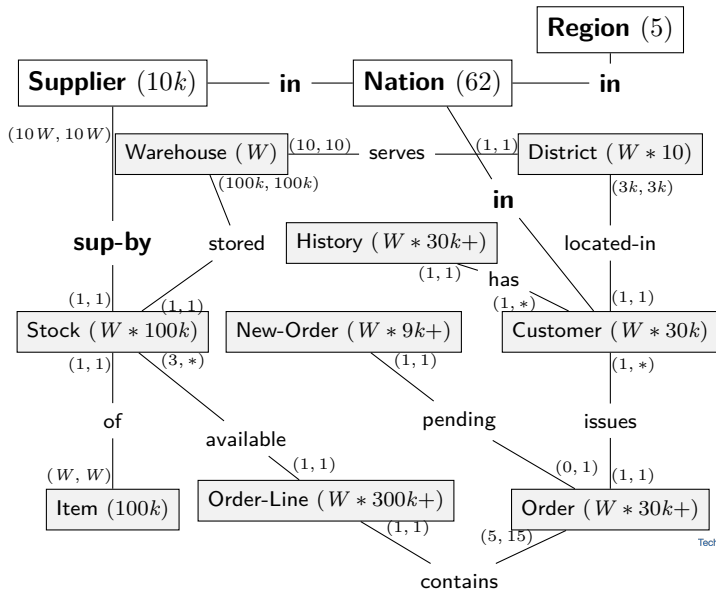 Region (5)
Supplier (10k) in Nation (62) in
(10W, 10W) Warehouse (W) (10, 10) serves (1, 1) District (W * 10)
(100k, 100k) (3k, 3k)
in
sup-by stored History (W * 30k+) located-in
(1, 1) has
(1, 1) (1, 1) (1, *) (1, 1)
Stock (W * 100k) New-Order (W * 9k+) Customer (W * 30k)
(1, 1) (3, *) (1, 1) (1, *)
of available pending issues
(W, W) (1, 1) (0, 1) (1, 1)
Item (100k) Order-Line (W * 300k+) Order (W * 30k+)
(1, 1) (5, 15)
Tech
contains